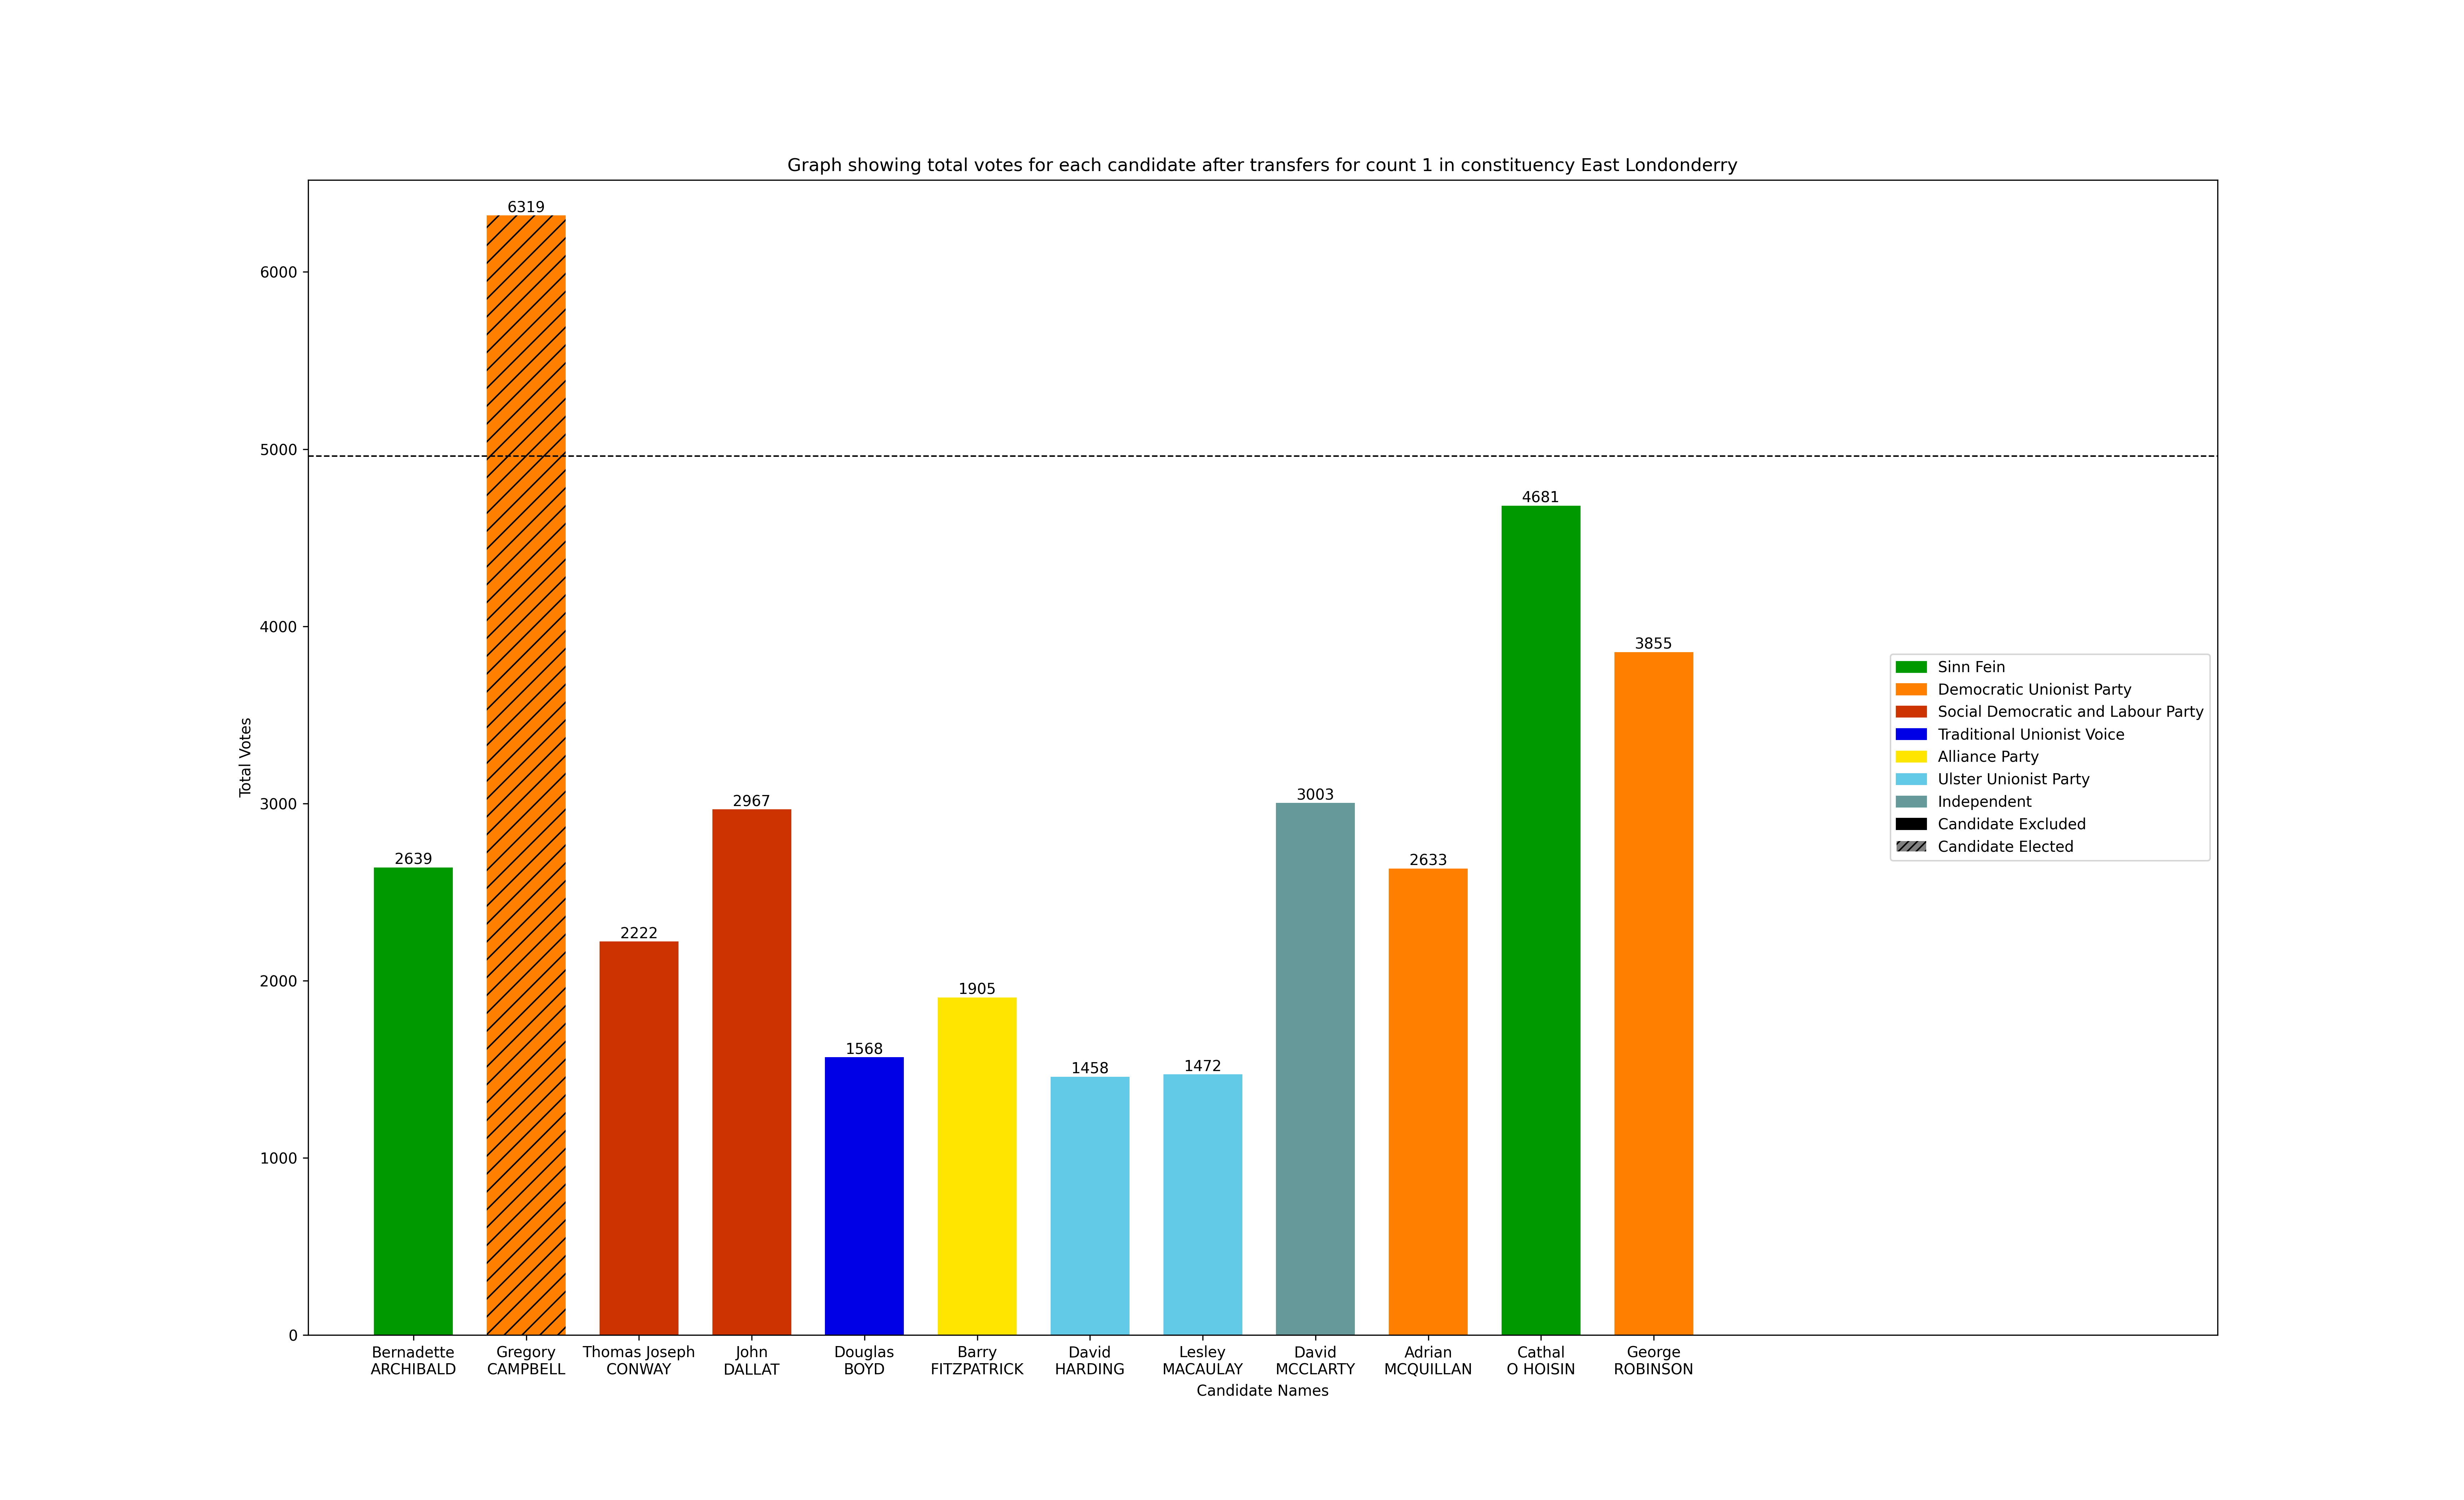 Graph showing total votes for each candidate after transfers for count 1 in constituency East Londonderry
Total Votes
6000
5000
4000
3000
2000
1000
0
2639
6319
2222
2967
1568
1905
1458
1472
3003
2633
4681
3855
Sinn Fein
Democratic Unionist Party
Social Democratic and Labour Party
Traditional Unionist Voice
Alliance Party
Ulster Unionist Party
Independent
Candidate Excluded
Candidate Elected
Bernadette
ARCHIBALD
Gregory
CAMPBELL
Thomas Joseph
CONWAY
John
DALLAT
Douglas
BOYD
Barry
FITZPATRICK
David
HARDING
Lesley
MACAULAY
David
MCCLARTY
Adrian
MCQUILLAN
Cathal
O HOISIN
George
ROBINSON
Candidate Names